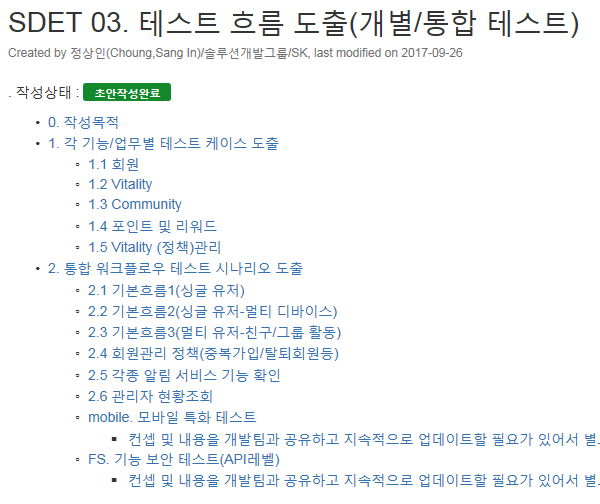 SDET 03. 테스트 흐름 도출(개별/통합 테스트)
Created by 정상인(Choung,Sang In)/솔루션개발그룹/SK, last modified on 2017-09-26
. 작성상태 : 초안작성완료
• 0. 작성목적
• 1. 각 기능/업무별 테스트 케이스 도출
▫ 1.1 회원
▫ 1.2 Vitality
▫ 1.3 Community
▫ 1.4 포인트 및 리워드
▫ 1.5 Vitality (정책)관리
• 2. 통합 워크플로우 테스트 시나리오 도출
▫ 2.1 기본흐름1(싱글 유저)
▫ 2.2 기본흐름2(싱글 유저-멀티 디바이스)
▫ 2.3 기본흐름3(멀티 유저-친구/그룹 활동)
▫ 2.4 회원관리 정책(중복가입/탈퇴회원등)
▫ 2.5 각종 알림 서비스 기능 확인
▫ 2.6 관리자 현황조회
▫ mobile. 모바일 특화 테스트
▪ 컨셉 및 내용을 개발팀과 공유하고 지속적으로 업데이트할 필요가 있어서 별.
▫ FS. 기능 보안 테스트(API레벨)
▪ 컨셉 및 내용을 개발팀과 공유하고 지속적으로 업데이트할 필요가 있어서 별.